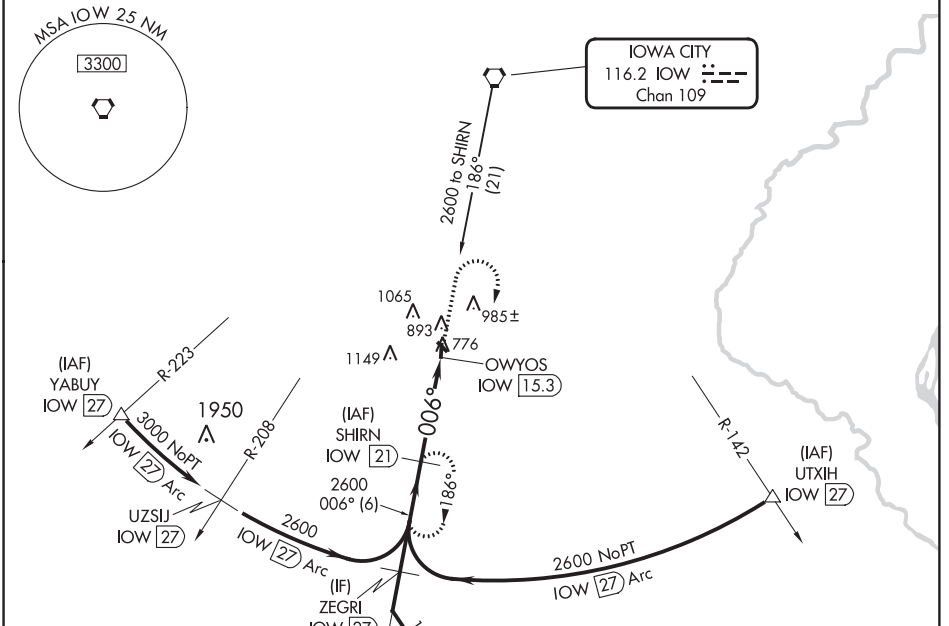 MSA IOW 25 NM
3300
IOWA CITY
116.2 IOW
Chan 109
2600 to SHIRN
186°
(21)
1065
893
985±
1149
776
OWYOS
IOW 15.3
006°
(IAF)
YABUY
IOW 27
R-223
3000 NoPT
IOW 27 Arc
1950
R-208
(IAF)
SHIRN
IOW 21
186°
2600
006° (6)
R-142
(IAF)
UTXIH
IOW 27
UZSIJ
IOW 27
2600
IOW 27 Arc
2600 NoPT
IOW 27 Arc
(IF)
ZEGRI
IOW 27